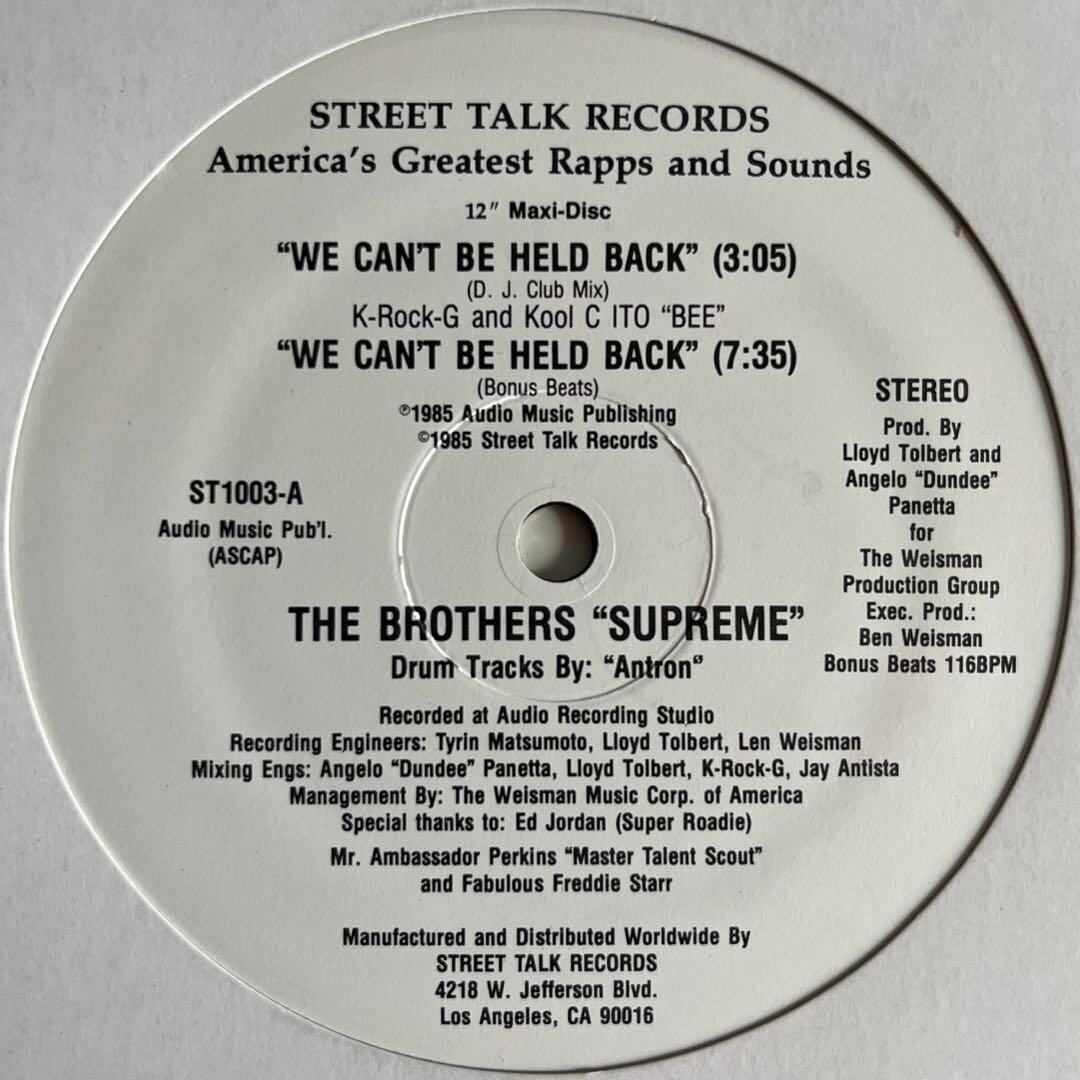 STREET TALK RECORDS
America's Greatest Rapps and Sounds
12" Maxi-Disc
"WE CAN'T BE HELD BACK" (3:05)
(D. J. Club Mix)
K-Rock-G and Kool C ITO "BEE"
"WE CAN'T BE HELD BACK" (7:35)
(Bonus Beats)
℗1985 Audio Music Publishing
©1985 Street Talk Records
ST1003-A
Audio Music Pub'l.
(ASCAP)
STEREO
Prod. By
Lloyd Tolbert and
Angelo "Dundee"
Panetta
for
The Weisman
Production Group
Exec. Prod.:
Ben Weisman
Bonus Beats 116BPM
THE BROTHERS "SUPREME"
Drum Tracks By: "Antron"
Recorded at Audio Recording Studio
Recording Engineers: Tyrin Matsumoto, Lloyd Tolbert, Len Weisman
Mixing Engs: Angelo "Dundee" Panetta, Lloyd Tolbert, K-Rock-G, Jay Antista
Management By: The Weisman Music Corp. of America
Special thanks to: Ed Jordan (Super Roadie)
Mr. Ambassador Perkins "Master Talent Scout"
and Fabulous Freddie Starr
Manufactured and Distributed Worldwide By
STREET TALK RECORDS
4218 W. Jefferson Blvd.
Los Angeles, CA 90016